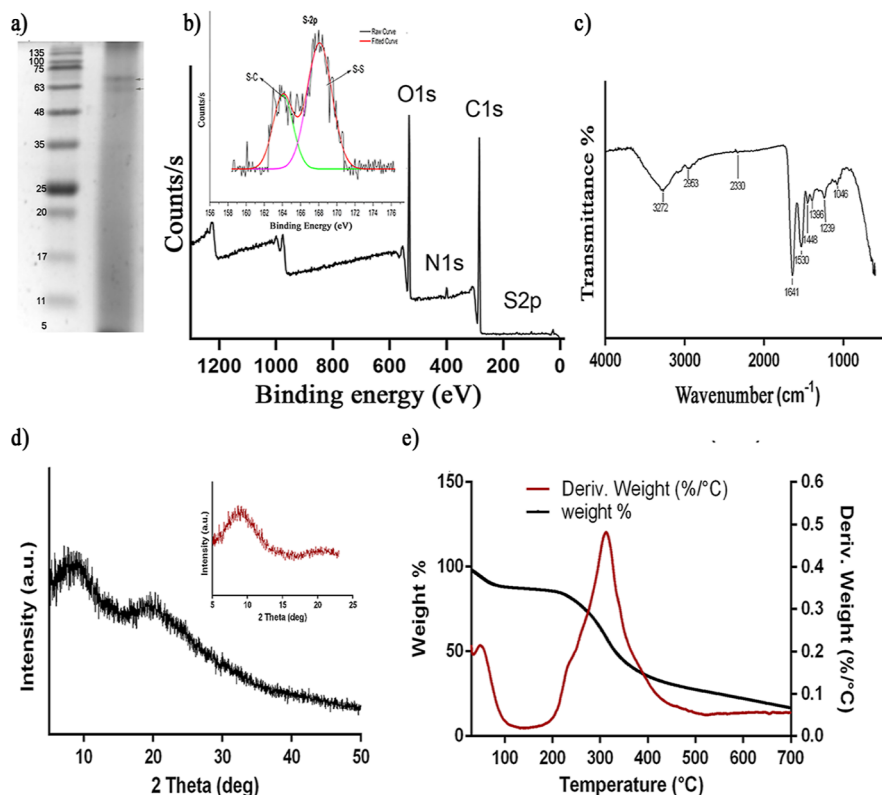 a)
135
100
75
63
48
35
25
20
17
11
5
b)
S-2p
Raw Curve
Fitted Curve
S-C
S-S
Counts/s
156 158 160 162 164 166 168 170 172 174 176
Binding Energy (eV)
O1s
C1s
N1s
S2p
Counts/s
1200 1000 800 600 400 200 0
Binding energy (eV)
c)
Transmittance %
3272
2953
2330
1641
1530
1448
1396
1239
1046
4000 3000 2000 1000
Wavenumber (cm-1)
d)
Intensity (a.u.)
10 20 30 40 50
2 Theta (deg)
Intensity (a.u.)
5 10 15 20 25
2 Theta (deg)
e)
Deriv. Weight (%/°C)
weight %
Weight %
150
100
50
0
0.6
0.5
0.4
0.3
0.2
0.1
0.0
Deriv. Weight (%/°C)
100 200 300 400 500 600 700
Temperature (°C)